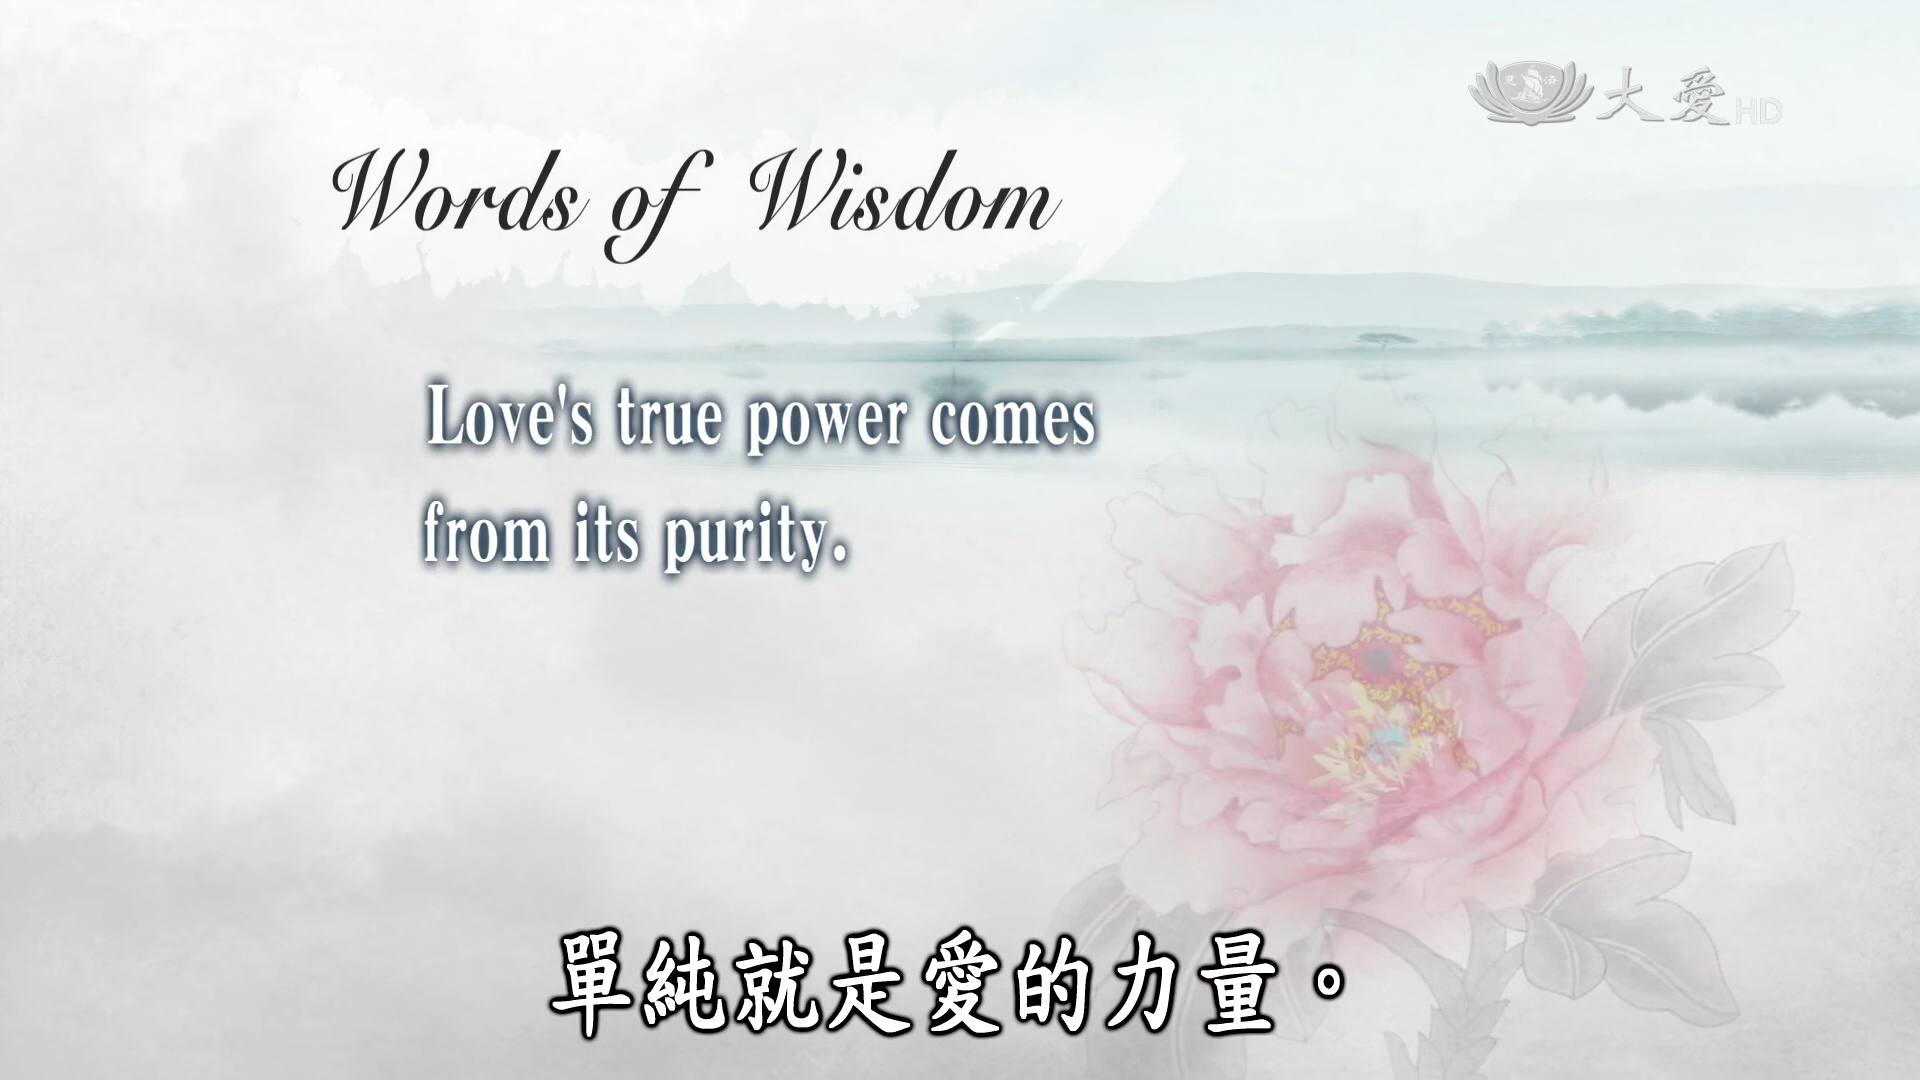 大愛HD
Words of Wisdom
Love's true power comes
from its purity.
單純就是愛的力量。